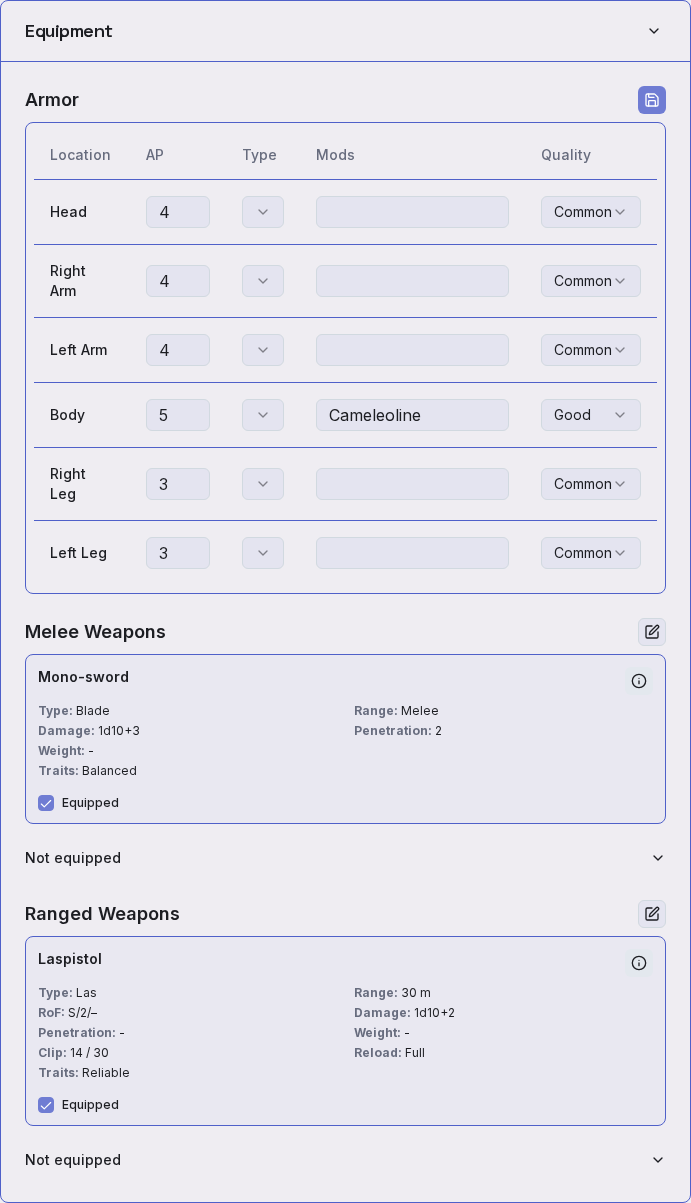 Equipment
Armor
Location AP Type Mods Quality
Head 4 Common
Right
Arm 4 Common
Left Arm 4 Common
Body 5 Cameleoline Good
Right
Leg 3 Common
Left Leg 3 Common
Melee Weapons
Mono-sword
Type: Blade Range: Melee
Damage: 1d10+3 Penetration: 2
Weight: -
Traits: Balanced
Equipped
Not equipped
Ranged Weapons
Laspistol
Type: Las Range: 30 m
RoF: S/2/– Damage: 1d10+2
Penetration: - Weight: -
Clip: 14 / 30 Reload: Full
Traits: Reliable
Equipped
Not equipped